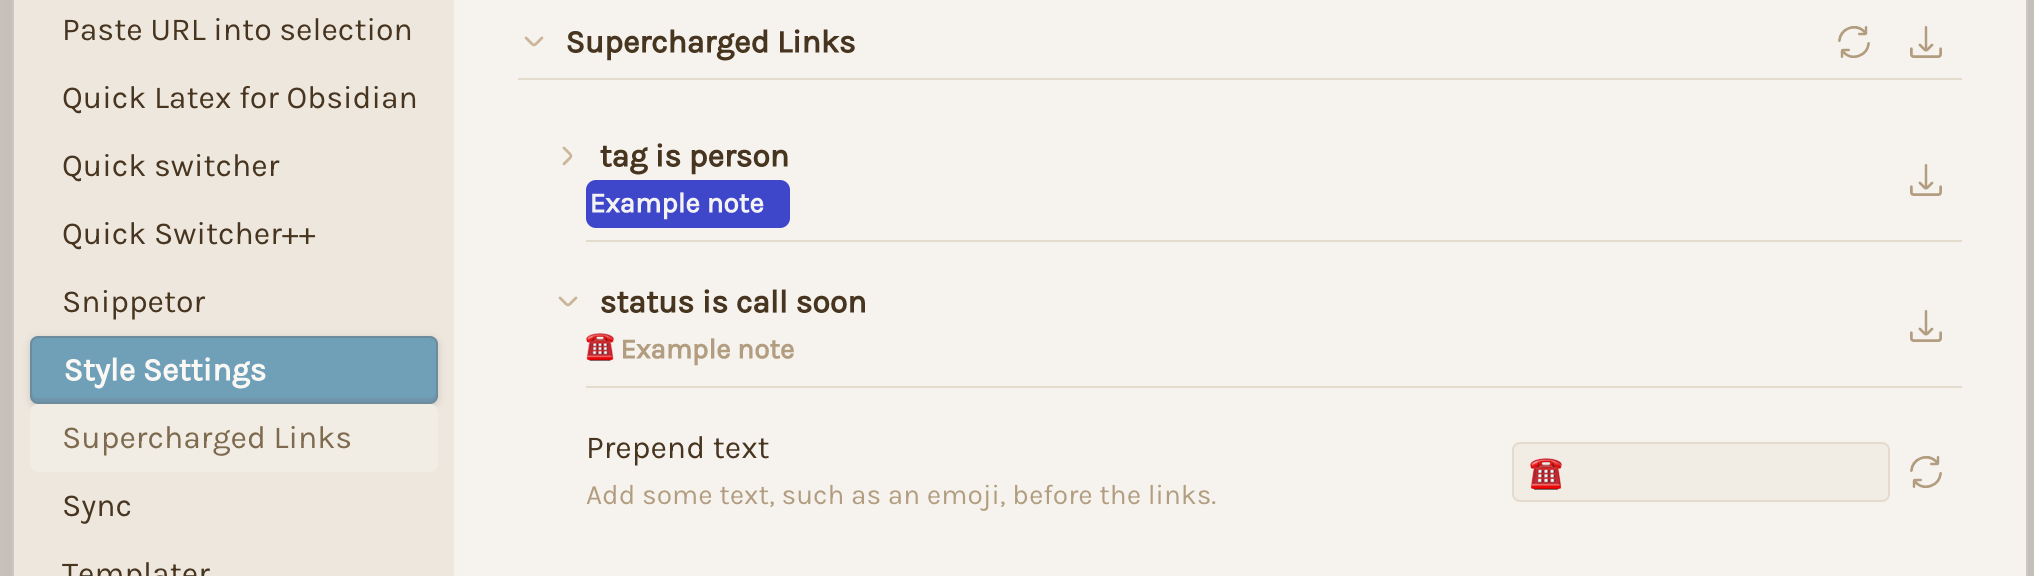 Paste URL into selection
Quick Latex for Obsidian
Quick switcher
Quick Switcher++
Snippetor
Style Settings
Supercharged Links
Sync
Templater
Supercharged Links
tag is person
Example note
status is call soon
☎️ Example note
Prepend text
Add some text, such as an emoji, before the links.
☎️